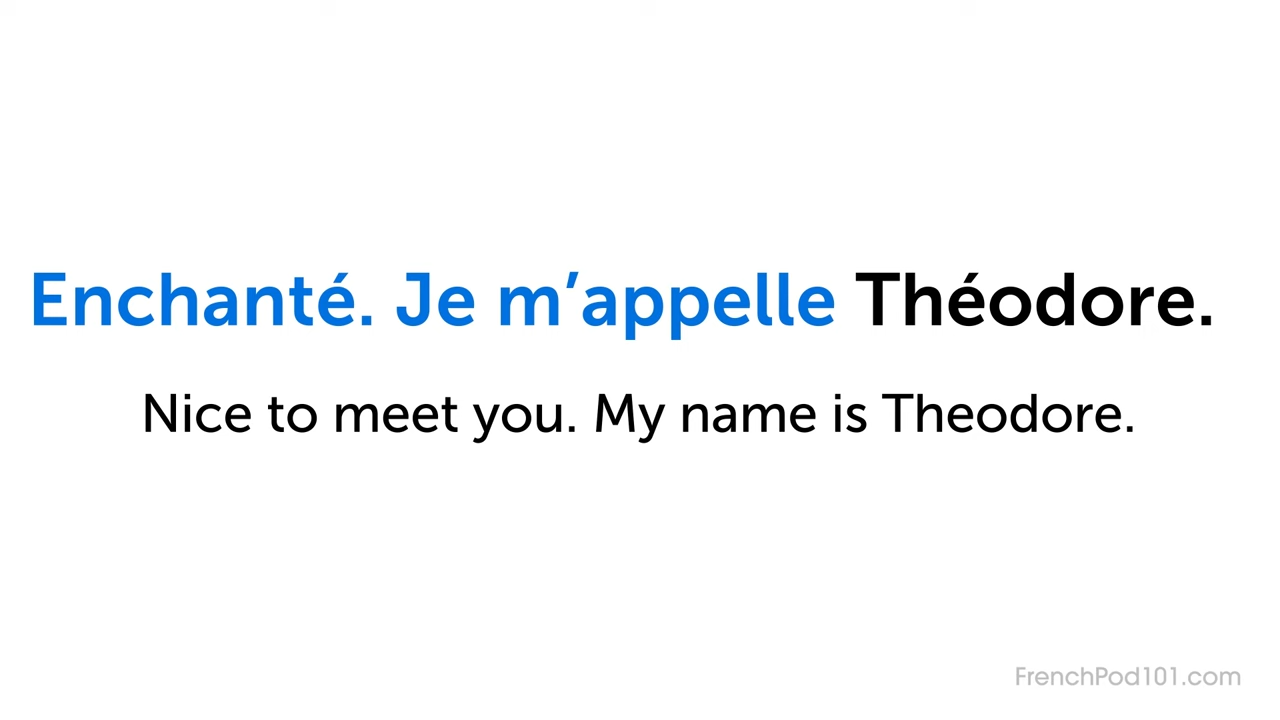 Enchanté. Je m’appelle Théodore.
Nice to meet you. My name is Theodore.
FrenchPod101.com